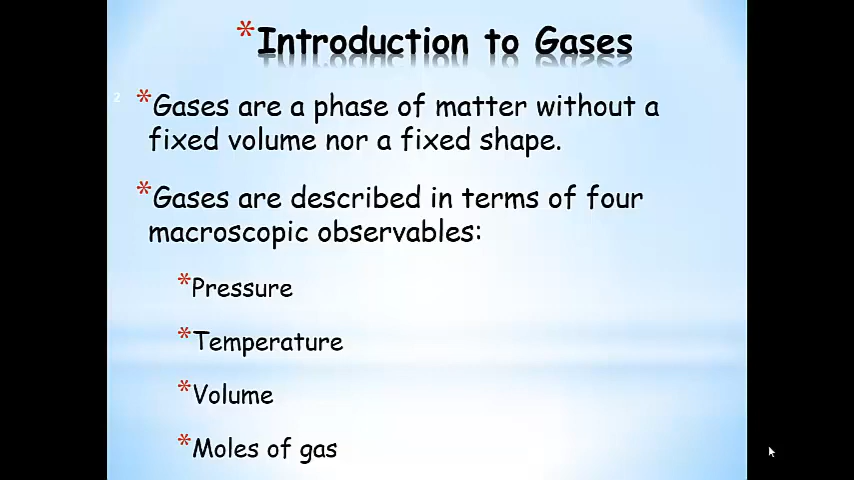 *Introduction to Gases
2
*Gases are a phase of matter without a
fixed volume nor a fixed shape.
*Gases are described in terms of four
macroscopic observables:
*Pressure
*Temperature
*Volume
*Moles of gas